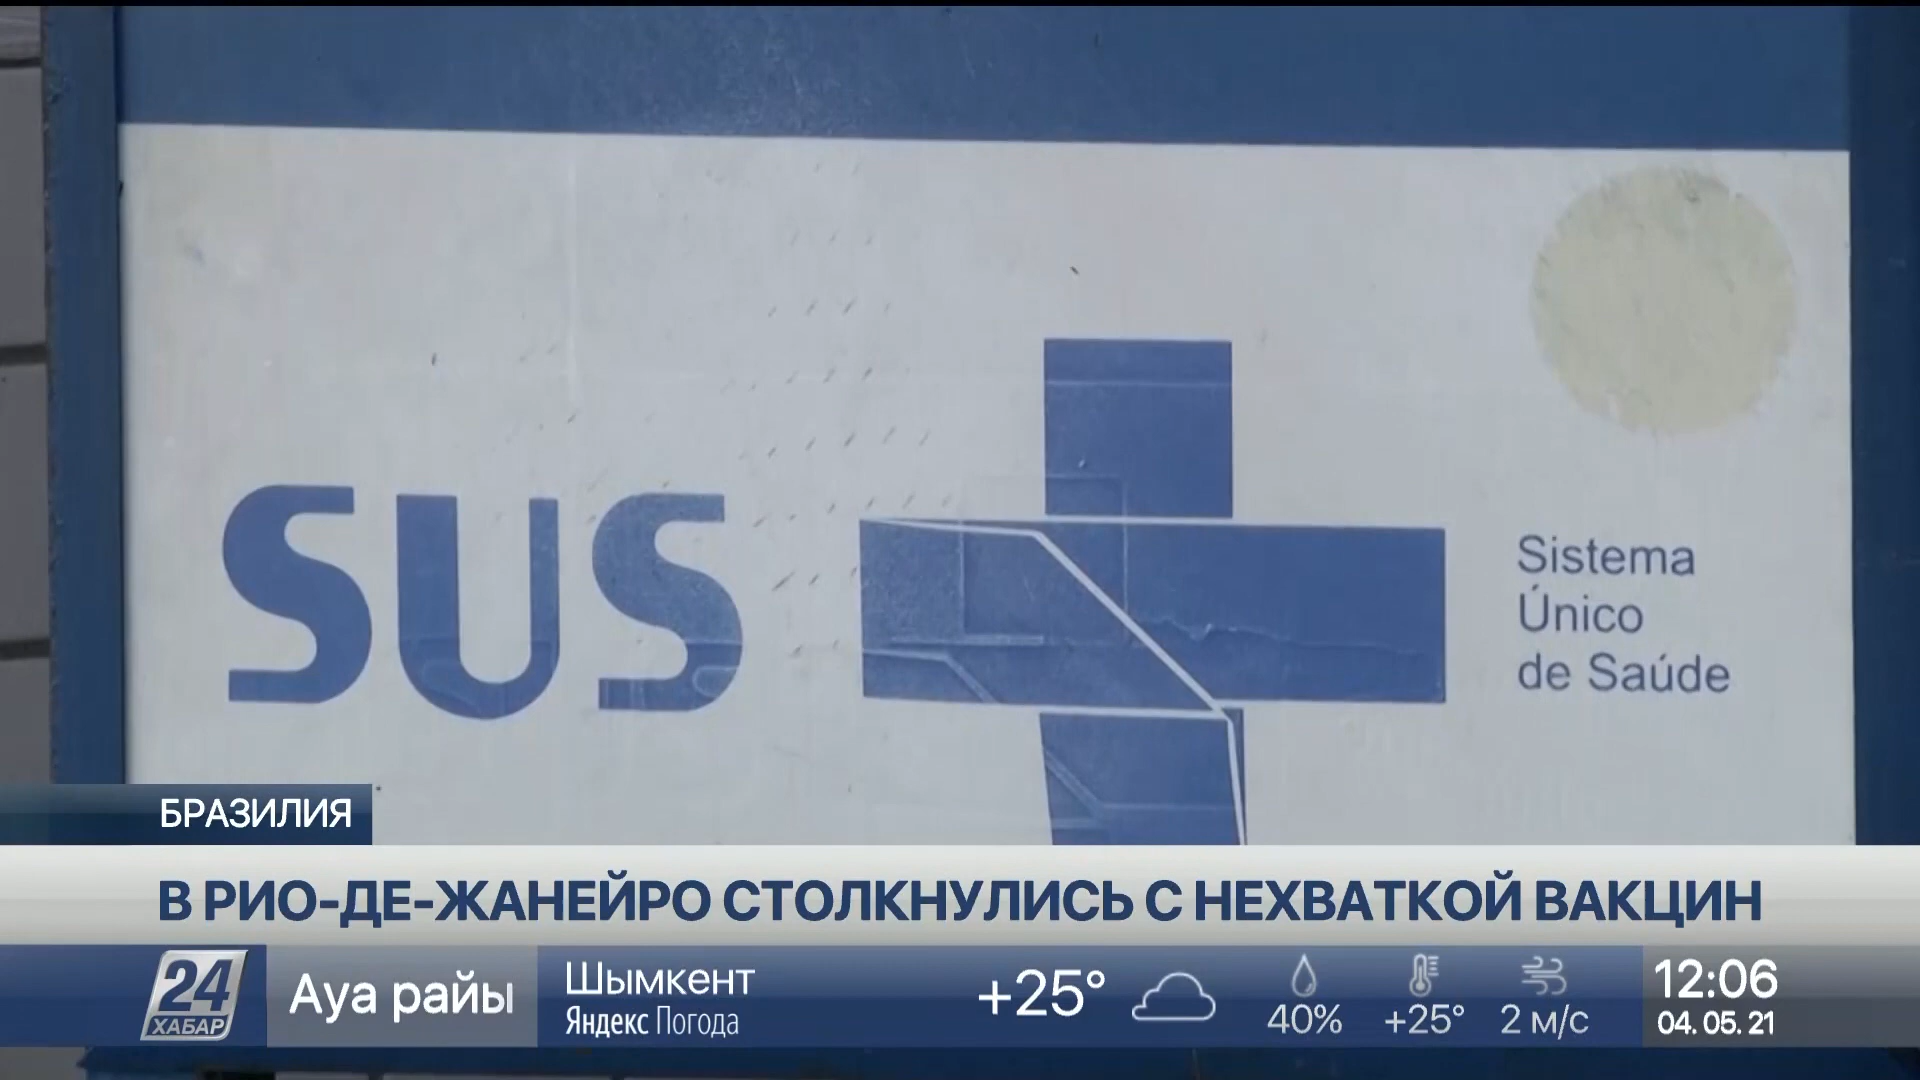 SUS
Sistema
Único
de Saúde
БРАЗИЛИЯ
В РИО-ДЕ-ЖАНЕЙРО СТОЛКНУЛИСЬ С НЕХВАТКОЙ ВАКЦИН
24
ХАБАР
Ауа райы
Шымкент
Яндекс Погода
+25°
40%
+25°
2 м/с
12:06
04. 05. 21